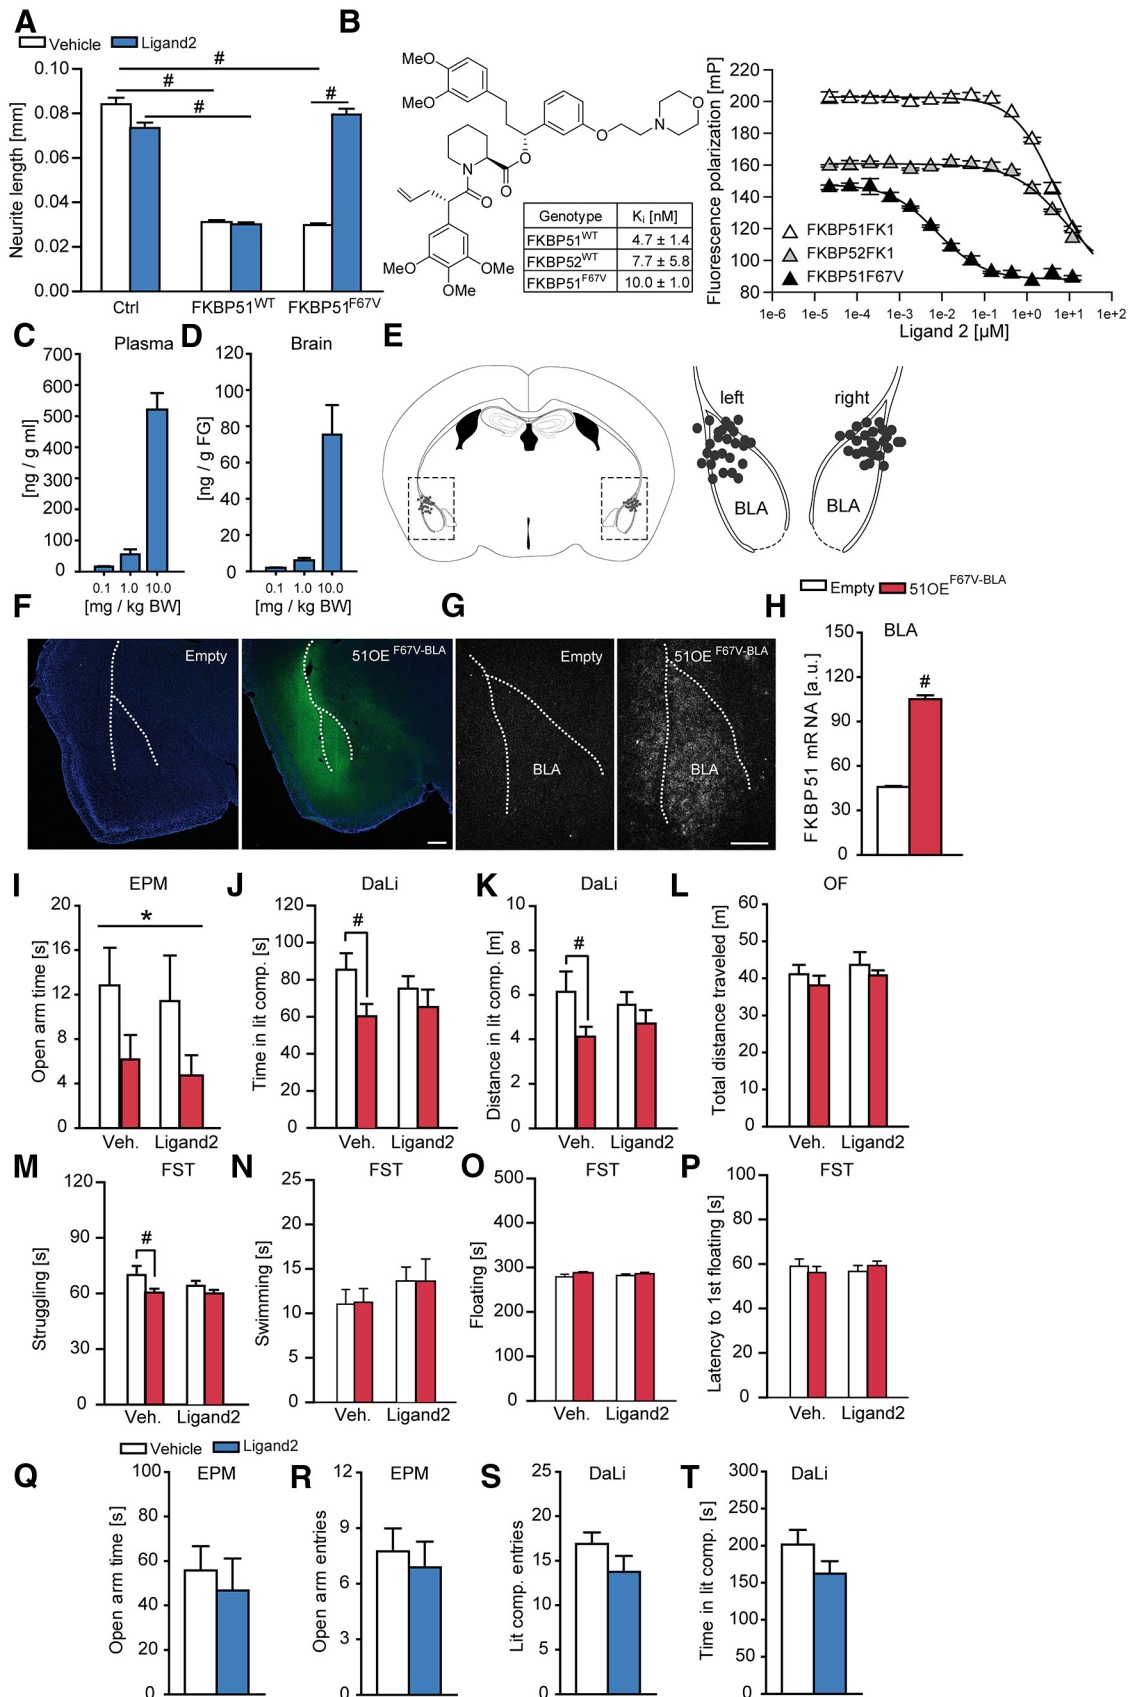 A
Vehicle Ligand2
#
#
#
#
Neurite length [mm]
0.10
0.08
0.06
0.04
0.02
0.00
Ctrl FKBP51WT FKBP51F67V
B
MeO
MeO
O
N
O
O
O
N
O
MeO OMe
OMe
Genotype Ki [nM]
FKBP51WT 4.7 ± 1.4
FKBP52WT 7.7 ± 5.8
FKBP51F67V 10.0 ± 1.0
Fluorescence polarization [mP]
220
200
180
160
140
120
100
80
FKBP51FK1
FKBP52FK1
FKBP51F67V
1e-6 1e-5 1e-4 1e-3 1e-2 1e-1 1e+0 1e+1 1e+2
Ligand 2 [µM]
C
Plasma
[ng / g ml]
700
600
500
400
300
200
100
0
0.1 1.0 10.0
[mg / kg BW]
D
Brain
[ng / g FG]
120
100
80
60
40
20
0
0.1 1.0 10.0
[mg / kg BW]
E
left right
BLA BLA
F
Empty
51OE F67V-BLA
G
Empty
BLA
51OE F67V-BLA
BLA
Empty 51OEF67V-BLA
H
BLA
FKBP51 mRNA [a.u.]
150
120
90
60
30
0
#
I
EPM
Open arm time [s]
20
16
12
8
4
0
*
Veh. Ligand2
J
DaLi
Time in lit comp. [s]
120
100
80
60
40
20
0
#
Veh. Ligand2
K
DaLi
Distance in lit comp. [m]
10
8
6
4
2
0
#
Veh. Ligand2
L
OF
Total distance traveled [m]
60
50
40
30
20
10
0
Veh. Ligand2
M
FST
Struggling [s]
120
90
60
30
0
#
Veh. Ligand2
N
FST
Swimming [s]
25
20
15
10
5
0
Veh. Ligand2
O
FST
Floating [s]
500
400
300
200
100
0
Veh. Ligand2
P
FST
Latency to 1st floating [s]
100
80
60
40
20
0
Veh. Ligand2
Vehicle Ligand2
Q
EPM
Open arm time [s]
100
80
60
40
20
0
R
EPM
Open arm entries
12
9
6
3
0
S
DaLi
Lit comp. entries
25
20
15
10
5
0
T
DaLi
Time in lit comp. [s]
300
250
200
150
100
50
0